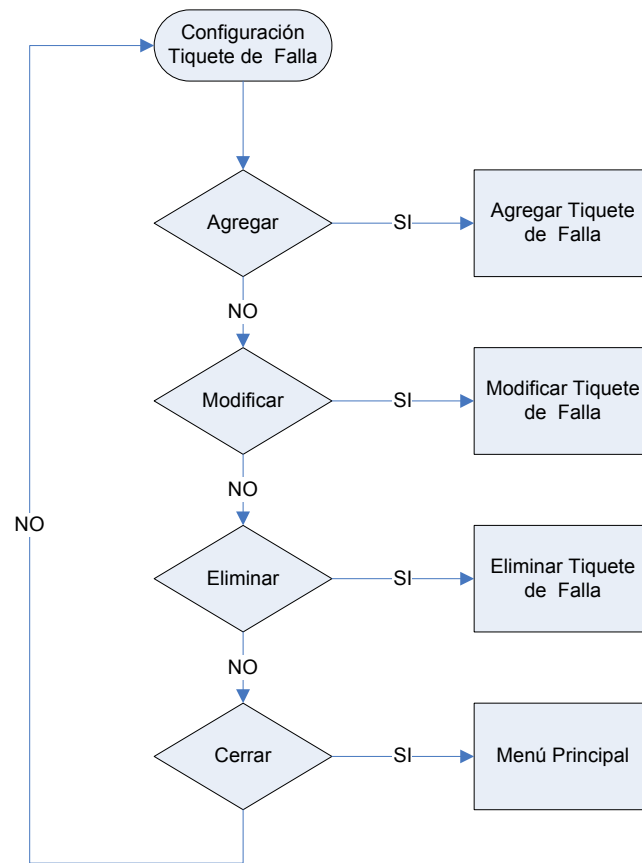 Configuración
Tiquete de Falla
Agregar
SI
Agregar Tiquete
de Falla
NO
Modificar
SI
Modificar Tiquete
de Falla
NO
NO
Eliminar
SI
Eliminar Tiquete
de Falla
NO
Cerrar
SI
Menú Principal